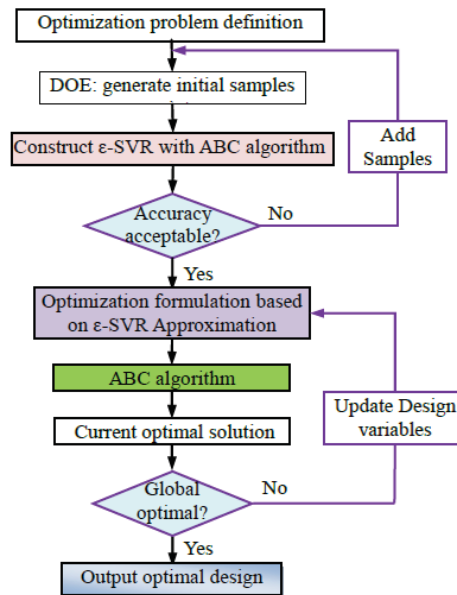 Optimization problem definition
DOE: generate initial samples
Construct ε-SVR with ABC algorithm
Add
Samples
Accuracy
acceptable?
No
Yes
Optimization formulation based
on ε-SVR Approximation
ABC algorithm
Current optimal solution
Update Design
variables
Global
optimal?
No
Yes
Output optimal design